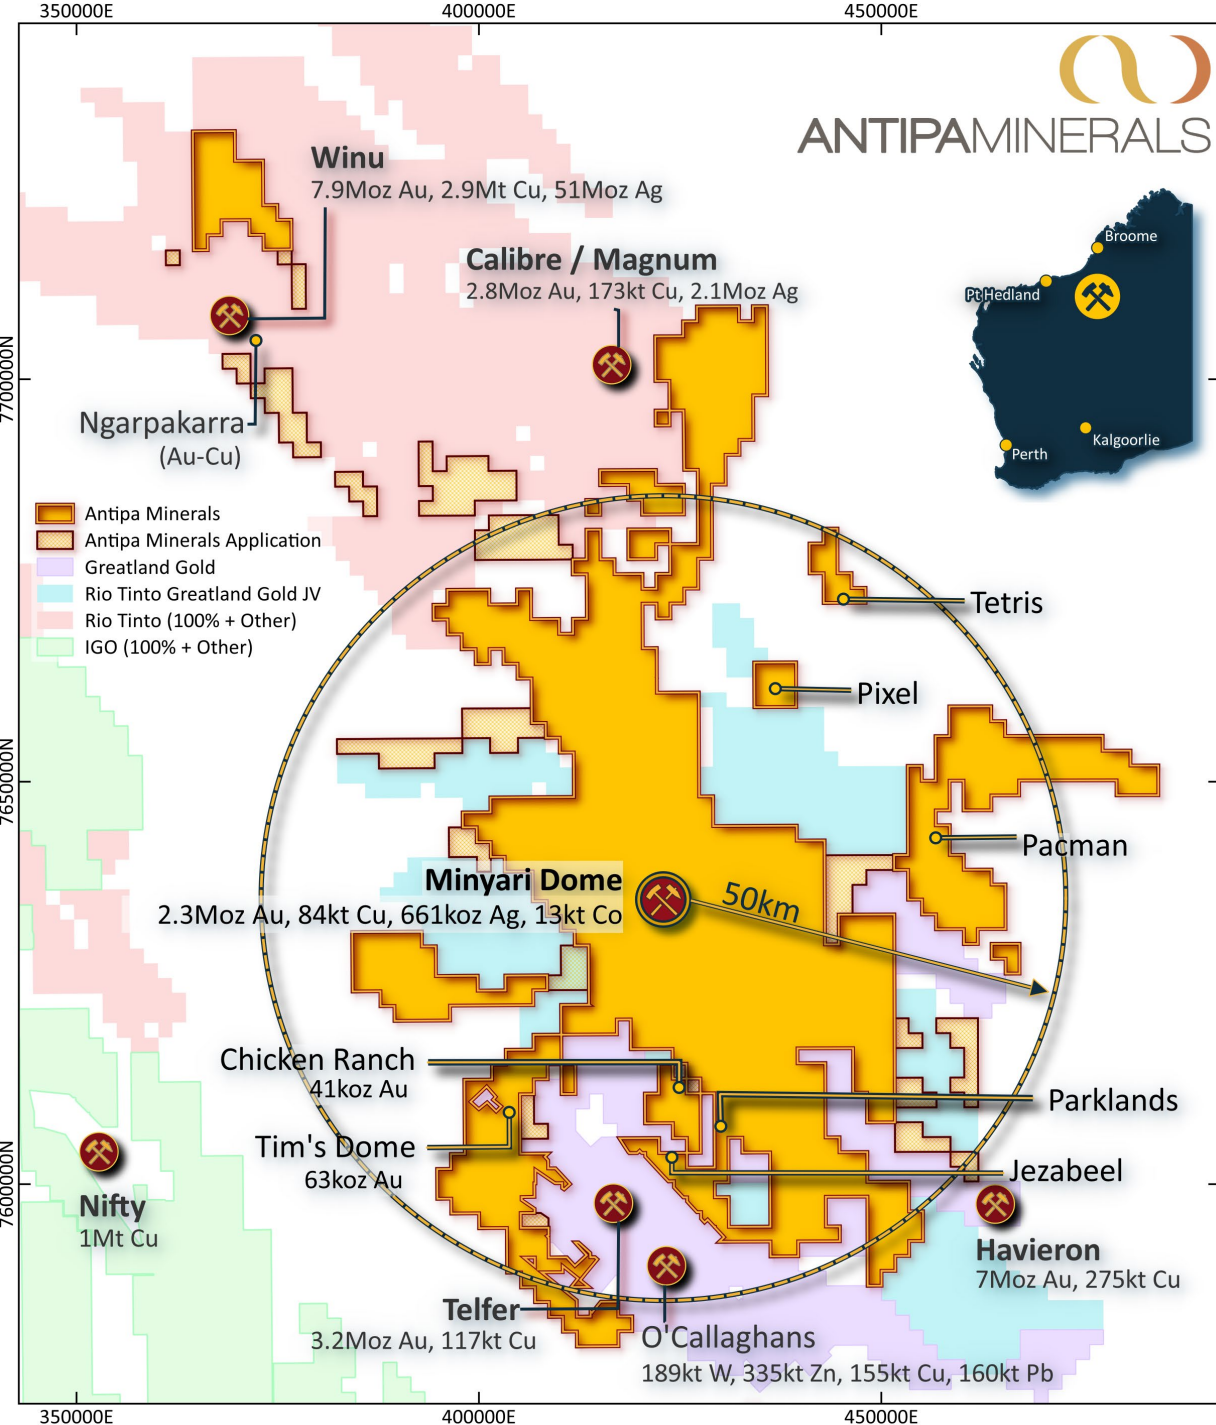 350000E
400000E
450000E
ANTIPAMINERALS
Winu
7.9Moz Au, 2.9Mt Cu, 51Moz Ag
Calibre / Magnum
2.8Moz Au, 173kt Cu, 2.1Moz Ag
Broome
Pt Hedland
Kalgoorlie
Perth
7700000N
Ngarpakarra
(Au-Cu)
Antipa Minerals
Antipa Minerals Application
Greatland Gold
Rio Tinto Greatland Gold JV
Rio Tinto (100% + Other)
IGO (100% + Other)
Tetris
Pixel
7650000N
Pacman
Minyari Dome
2.3Moz Au, 84kt Cu, 661koz Ag, 13kt Co
50km
Chicken Ranch
41koz Au
Parklands
Tim's Dome
63koz Au
Jezabeel
7600000N
Nifty
1Mt Cu
Havieron
7Moz Au, 275kt Cu
Telfer
3.2Moz Au, 117kt Cu
O'Callaghans
189kt W, 335kt Zn, 155kt Cu, 160kt Pb
350000E
400000E
450000E